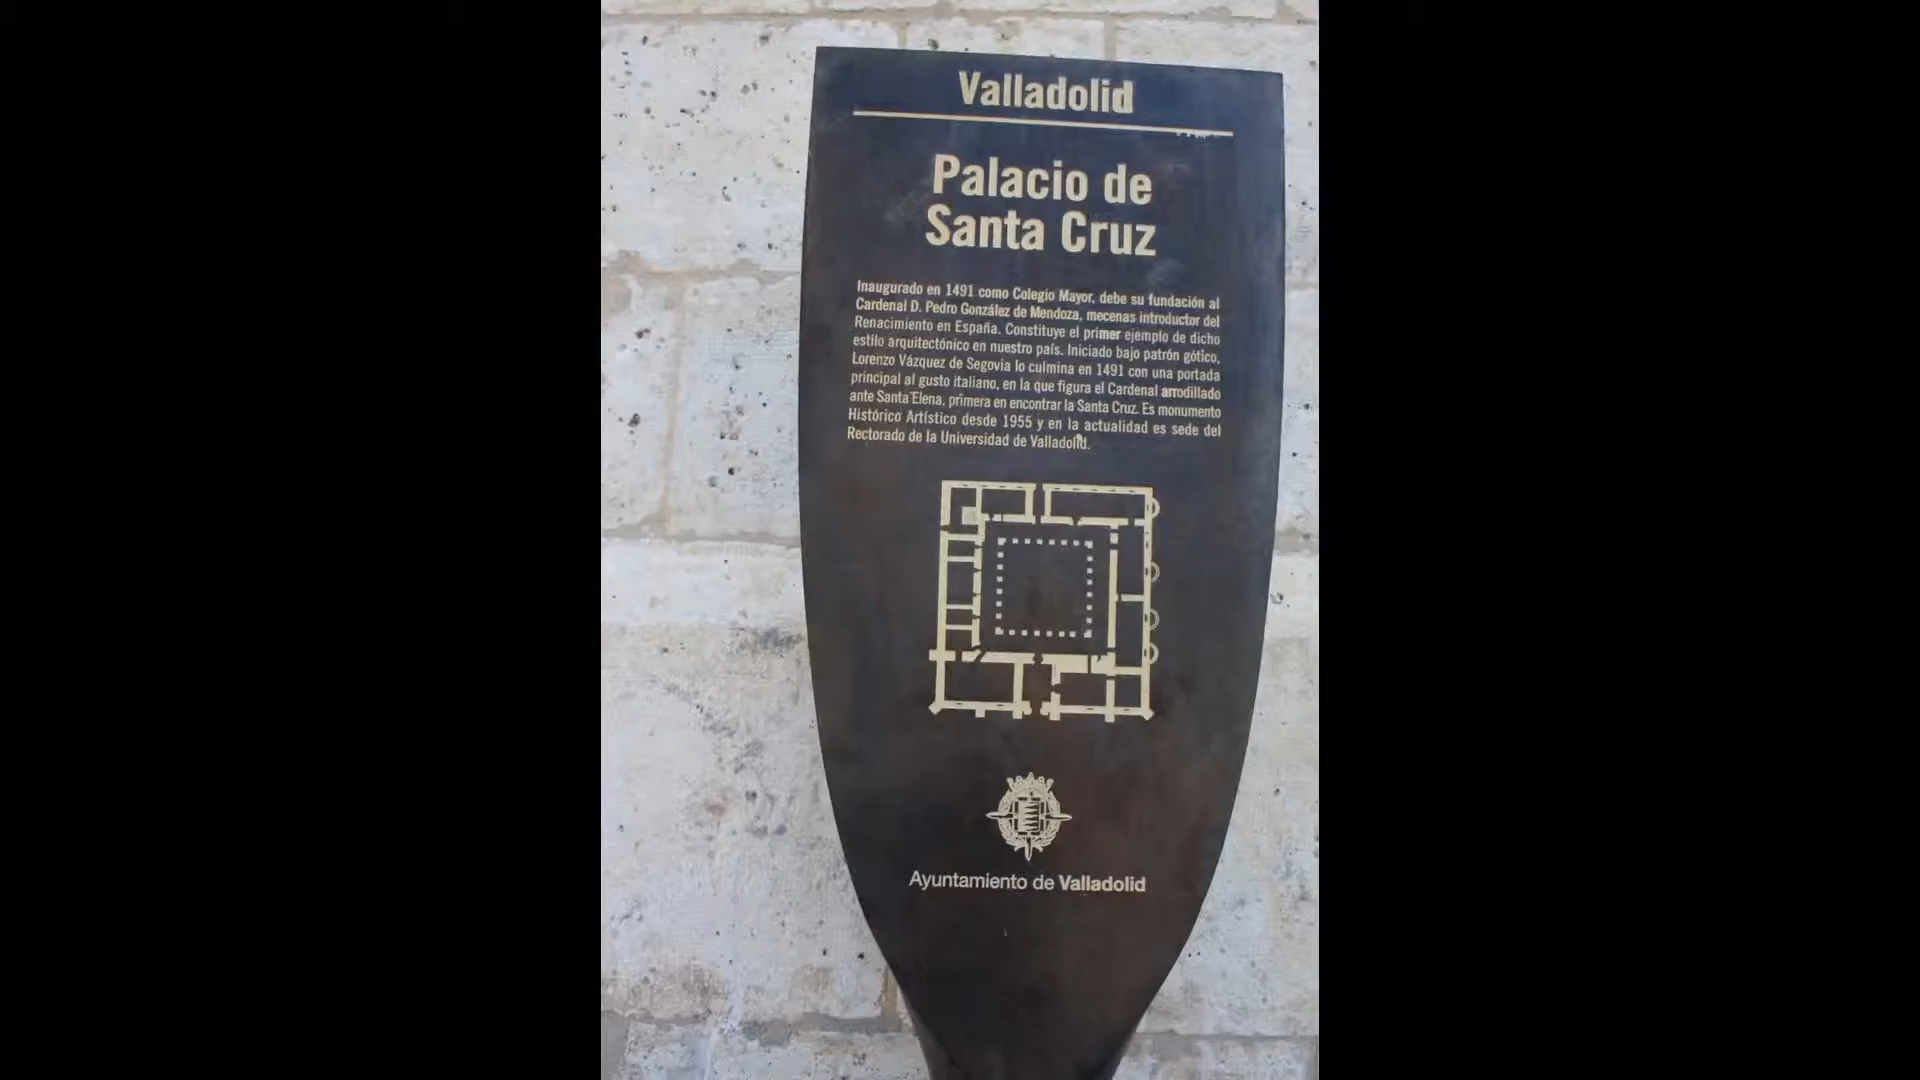 Valladolid
Palacio de
Santa Cruz
Inaugurado en 1491 como Colegio Mayor, debe su fundación al
Cardenal D. Pedro González de Mendoza, mecenas introductor del
Renacimiento en España. Constituye el primer ejemplo de dicho
estilo arquitectónico en nuestro país. Iniciado bajo patrón gótico,
Lorenzo Vázquez de Segovia lo culmina en 1491 con una portada
principal al gusto italiano, en la que figura el Cardenal arrodillado
ante Santa Elena, primera en encontrar la Santa Cruz. Es monumento
Histórico Artístico desde 1955 y en la actualidad es sede del
Rectorado de la Universidad de Valladolid.
Ayuntamiento de Valladolid